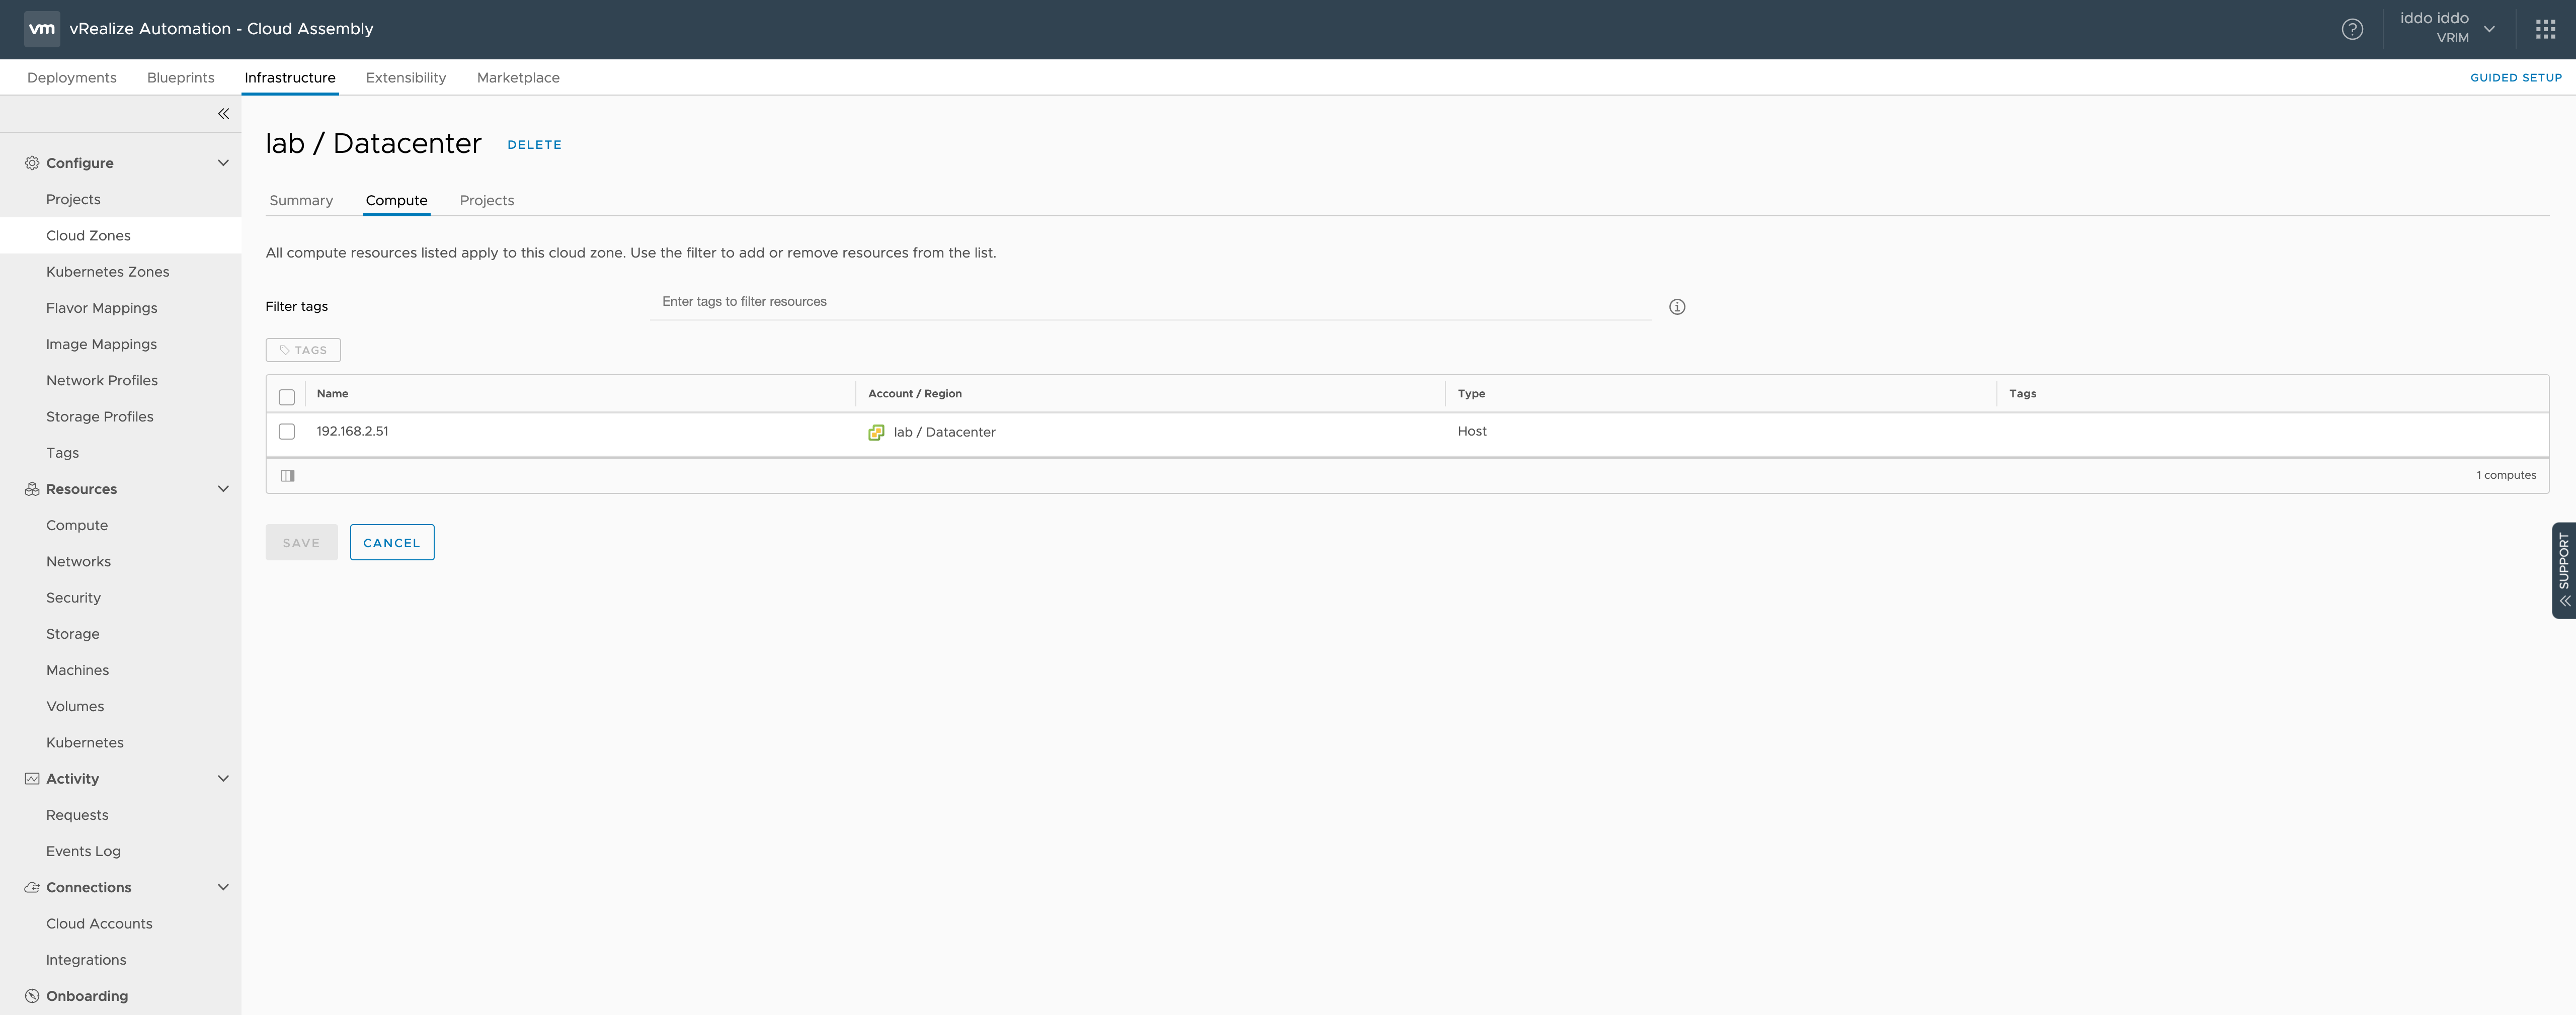 vm vRealize Automation - Cloud Assembly
iddo iddo
VRIM
Deployments Blueprints Infrastructure Extensibility Marketplace GUIDED SETUP
Configure
Projects
Cloud Zones
Kubernetes Zones
Flavor Mappings
Image Mappings
Network Profiles
Storage Profiles
Tags
Resources
Compute
Networks
Security
Storage
Machines
Volumes
Kubernetes
Activity
Requests
Events Log
Connections
Cloud Accounts
Integrations
Onboarding
lab / Datacenter DELETE
Summary Compute Projects
All compute resources listed apply to this cloud zone. Use the filter to add or remove resources from the list.
Filter tags Enter tags to filter resources
TAGS
Name Account / Region Type Tags
192.168.2.51 lab / Datacenter Host
1 computes
SAVE CANCEL
SUPPORT